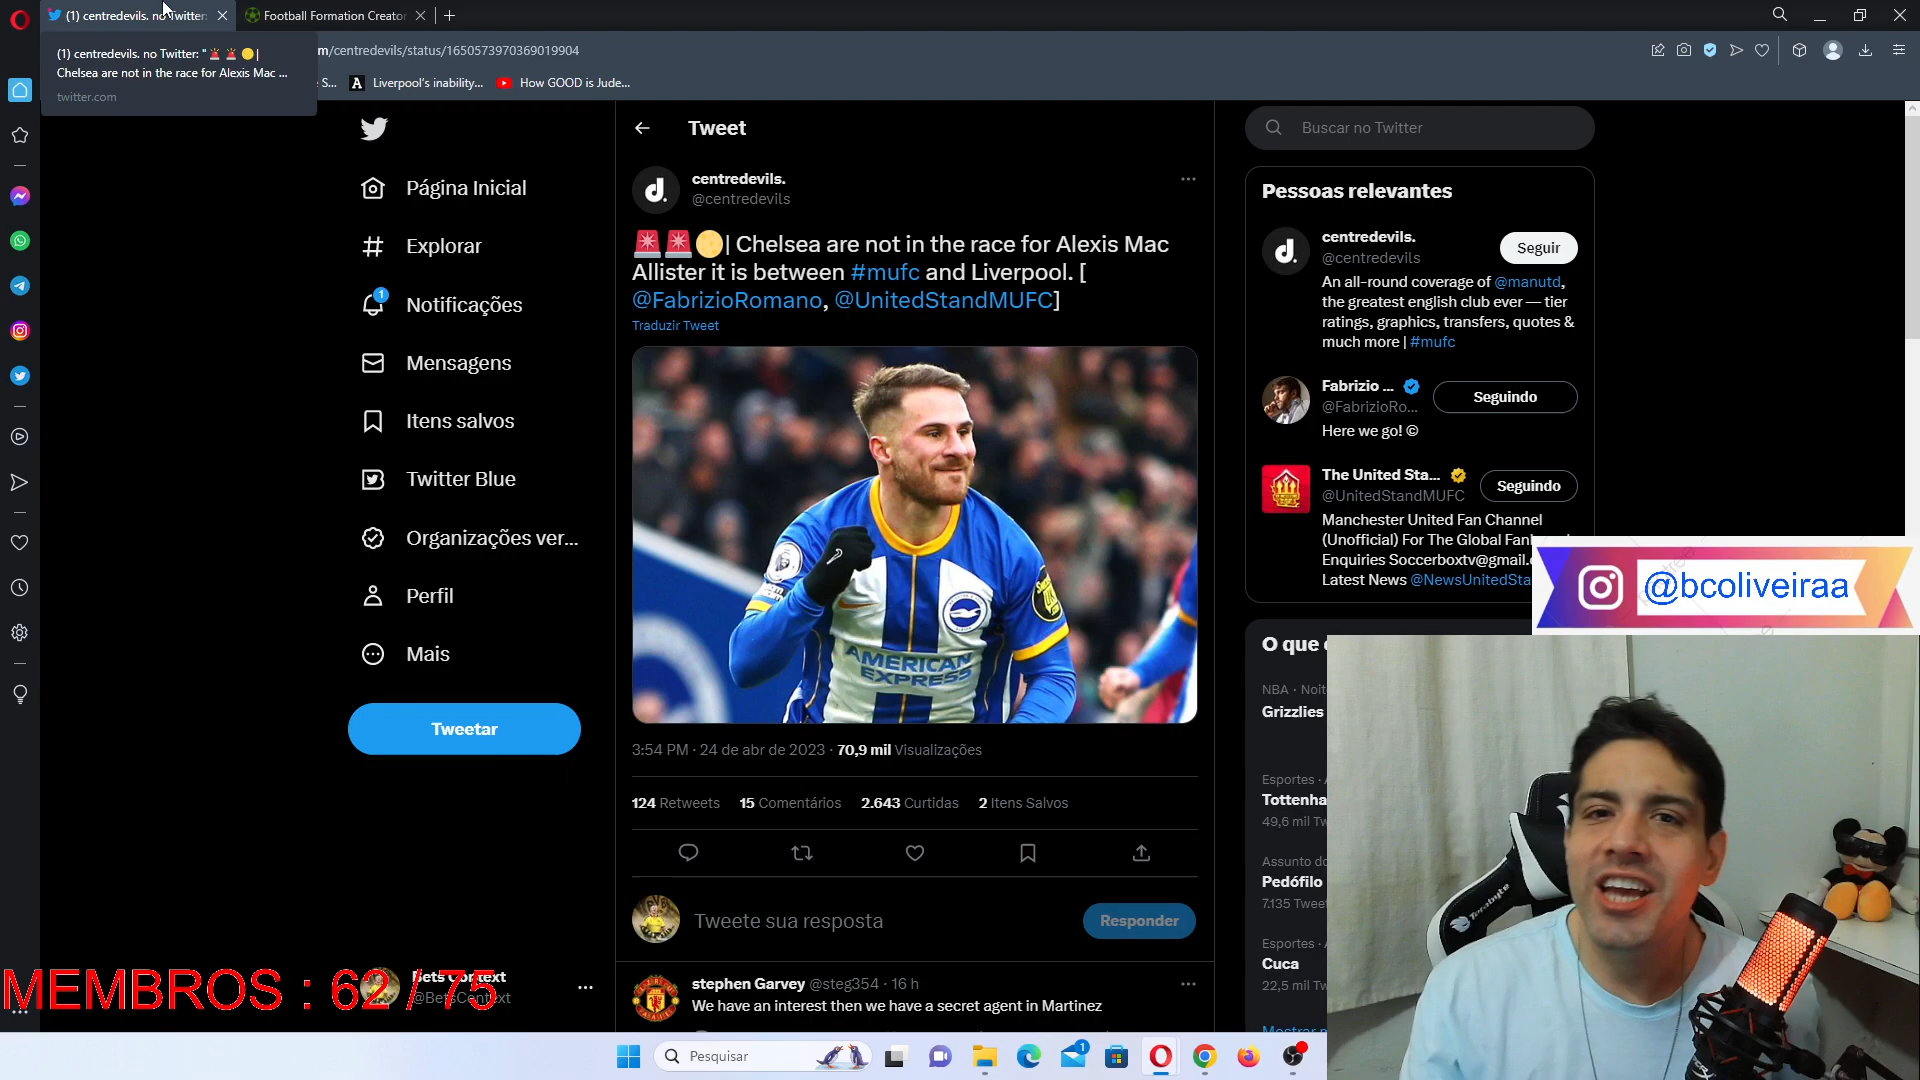 (1) centredevils. no Twitter:
Football Formation Creator
(1) centredevils. no Twitter: "🚨 🚨 🌕|
Chelsea are not in the race for Alexis Mac ...
twitter.com
m/centredevils/status/1650573970369019904
S...
Liverpool's inability...
How GOOD is Jude...
Página Inicial
Explorar
1
Notificações
Mensagens
Itens salvos
Twitter Blue
Organizações ver...
Perfil
Mais
Tweetar
Bets Context
@BetsContext
MEMBROS : 62 / 75
Tweet
d.
centredevils.
@centredevils
🚨🚨🌕| Chelsea are not in the race for Alexis Mac
Allister it is between #mufc and Liverpool. [
@FabrizioRomano, @UnitedStandMUFC]
Traduzir Tweet
AMERICAN
EXPRESS
3:54 PM · 24 de abr de 2023 · 70,9 mil Visualizações
124 Retweets 15 Comentários 2.643 Curtidas 2 Itens Salvos
Tweete sua resposta
Responder
stephen Garvey @steg354 · 16 h
We have an interest then we have a secret agent in Martinez
Buscar no Twitter
Pessoas relevantes
d.
centredevils.
@centredevils
Seguir
An all-round coverage of @manutd,
the greatest english club ever — tier
ratings, graphics, transfers, quotes &
much more | #mufc
Fabrizio ...
@FabrizioRo...
Seguindo
Here we go! ©
The United Sta...
@UnitedStandMUFC
Seguindo
Manchester United Fan Channel
(Unofficial) For The Global Fan
Enquiries Soccerboxtv@gmail.
Latest News @NewsUnitedSta
@bcoliveiraa
O que
NBA · Noit
Grizzlies
Esportes ·
Tottenha
49,6 mil Tw
Assunto do
Pedófilo
7.135 Tweet
Esportes ·
Cuca
22,5 mil Tw
Mostrar
Terabyte
Pesquisar
1